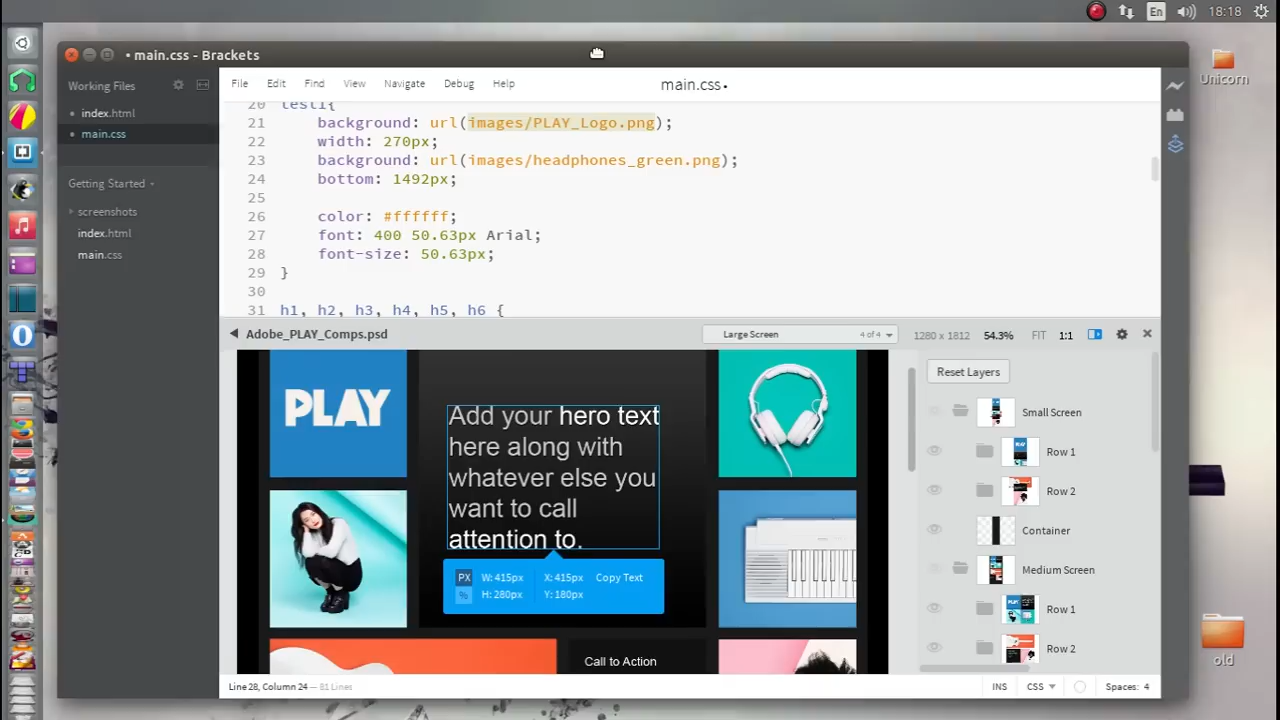 En
18:18
• main.css - Brackets
Unicorn
Working Files
index.html
• main.css
Getting Started
screenshots
index.html
main.css
File Edit Find View Navigate Debug Help
main.css •
20 test1{
21 background: url(images/PLAY_Logo.png);
22 width: 270px;
23 background: url(images/headphones_green.png);
24 bottom: 1492px;
25
26 color: #ffffff;
27 font: 400 50.63px Arial;
28 font-size: 50.63px;
29 }
30
31 h1, h2, h3, h4, h5, h6 {
Adobe_PLAY_Comps.psd
Large Screen 4 of 4
1280 x 1812 54.3% FIT 1:1
PLAY
Add your hero text
here along with
whatever else you
want to call
attention to.
PX W: 415px X: 415px Copy Text
% H: 280px Y: 180px
Call to Action
Reset Layers
Small Screen
Row 1
Row 2
Container
Medium Screen
Row 1
Row 2
old
Line 28, Column 24 — 81 Lines
INS CSS Spaces: 4